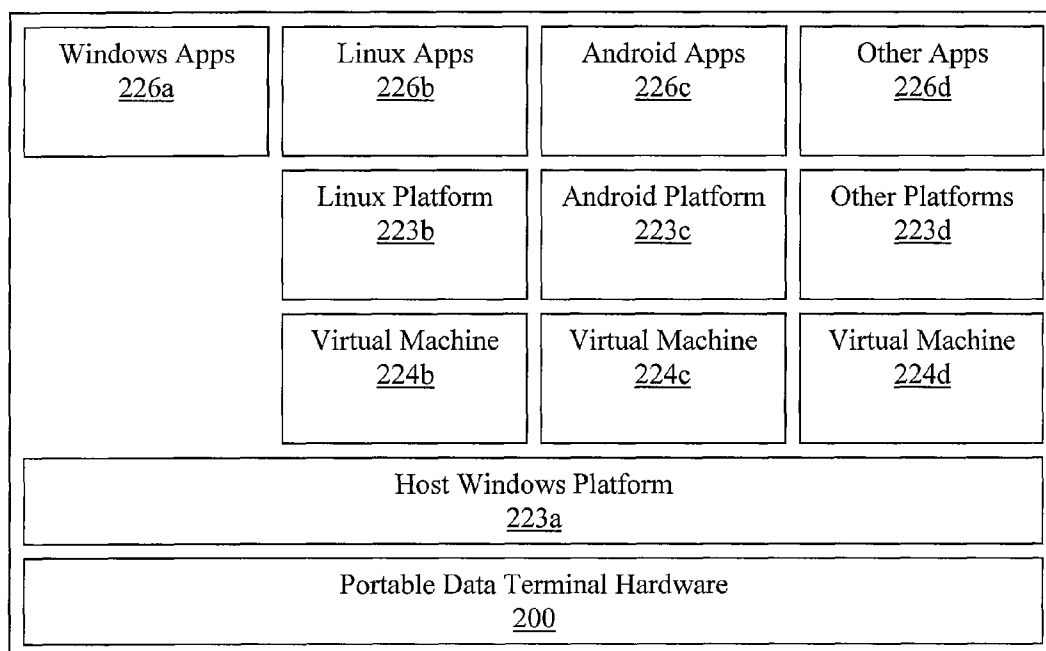 Windows Apps
226a
Linux Apps
226b
Android Apps
226c
Other Apps
226d
Linux Platform
223b
Android Platform
223c
Other Platforms
223d
Virtual Machine
224b
Virtual Machine
224c
Virtual Machine
224d
Host Windows Platform
223a
Portable Data Terminal Hardware
200